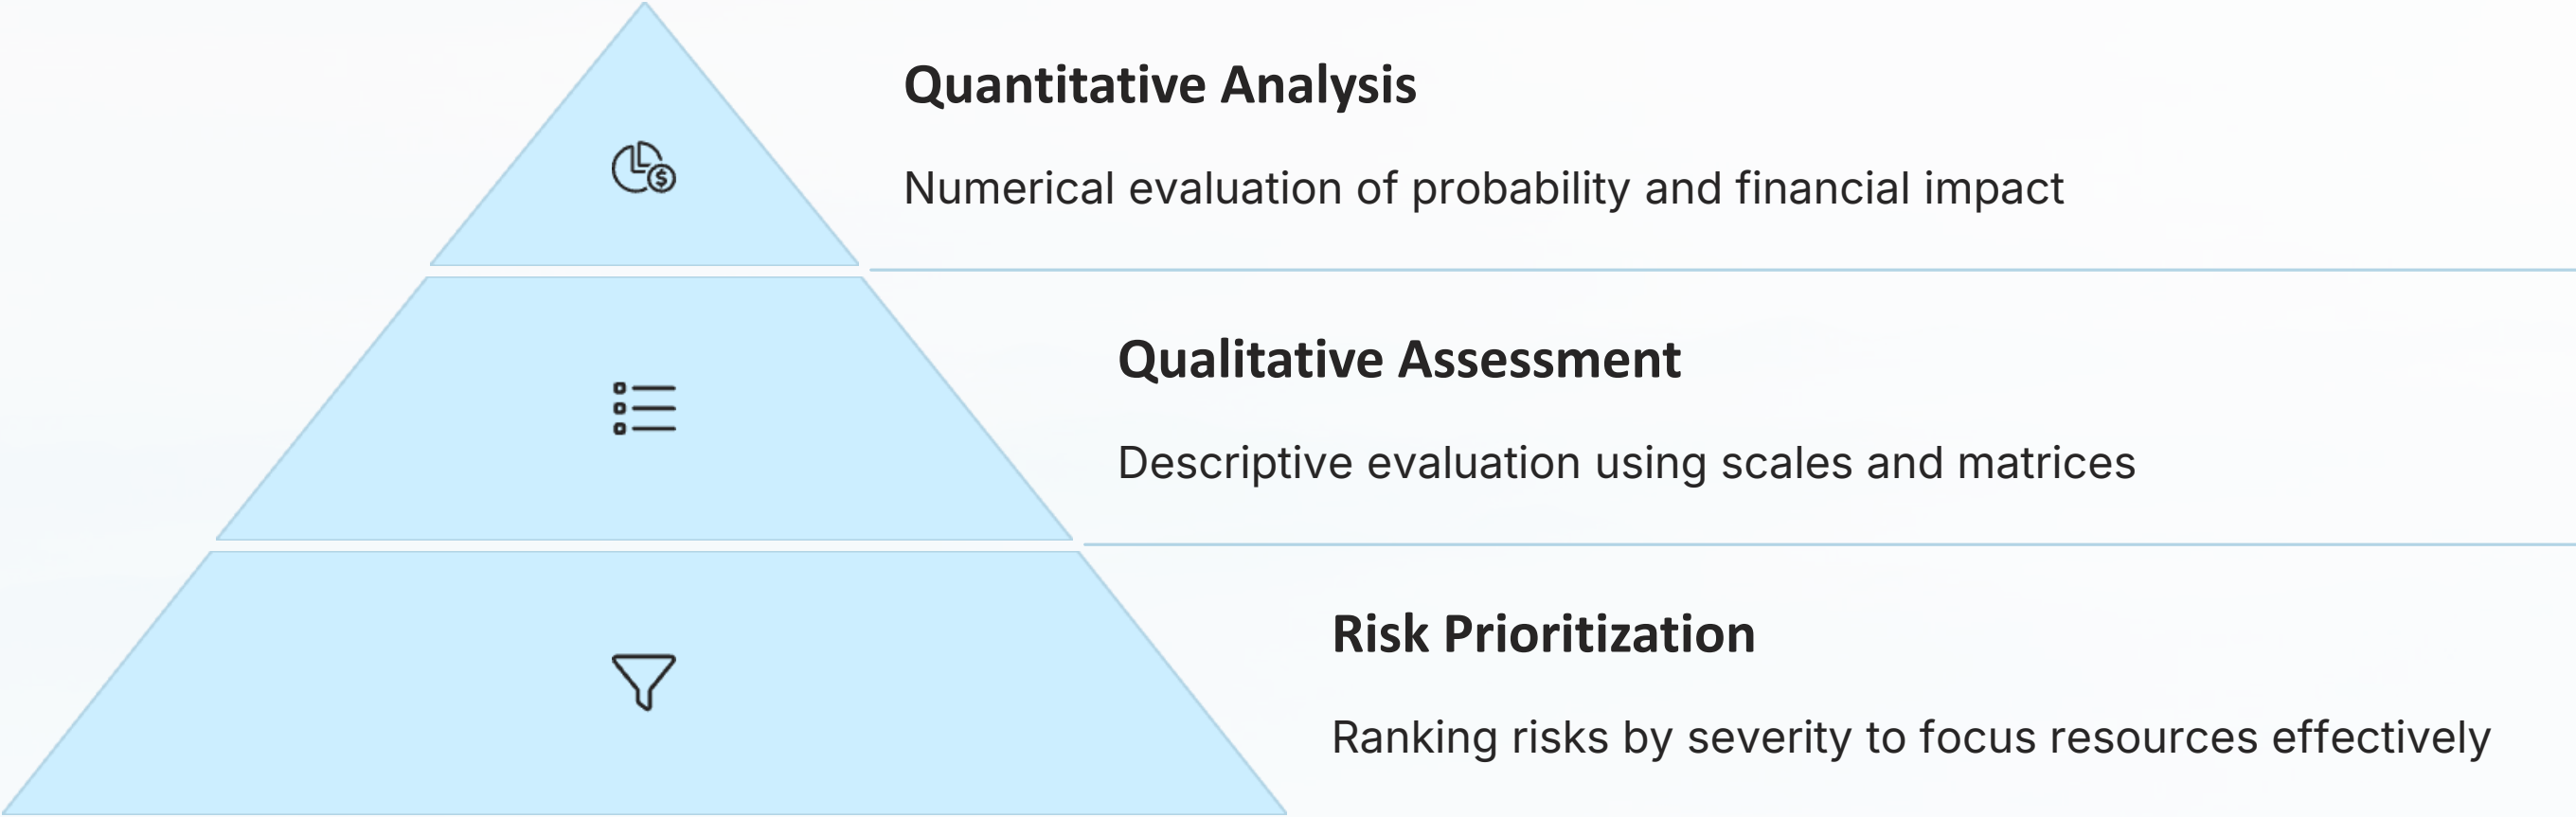 Quantitative Analysis
Numerical evaluation of probability and financial impact
Qualitative Assessment
Descriptive evaluation using scales and matrices
Risk Prioritization
Ranking risks by severity to focus resources effectively